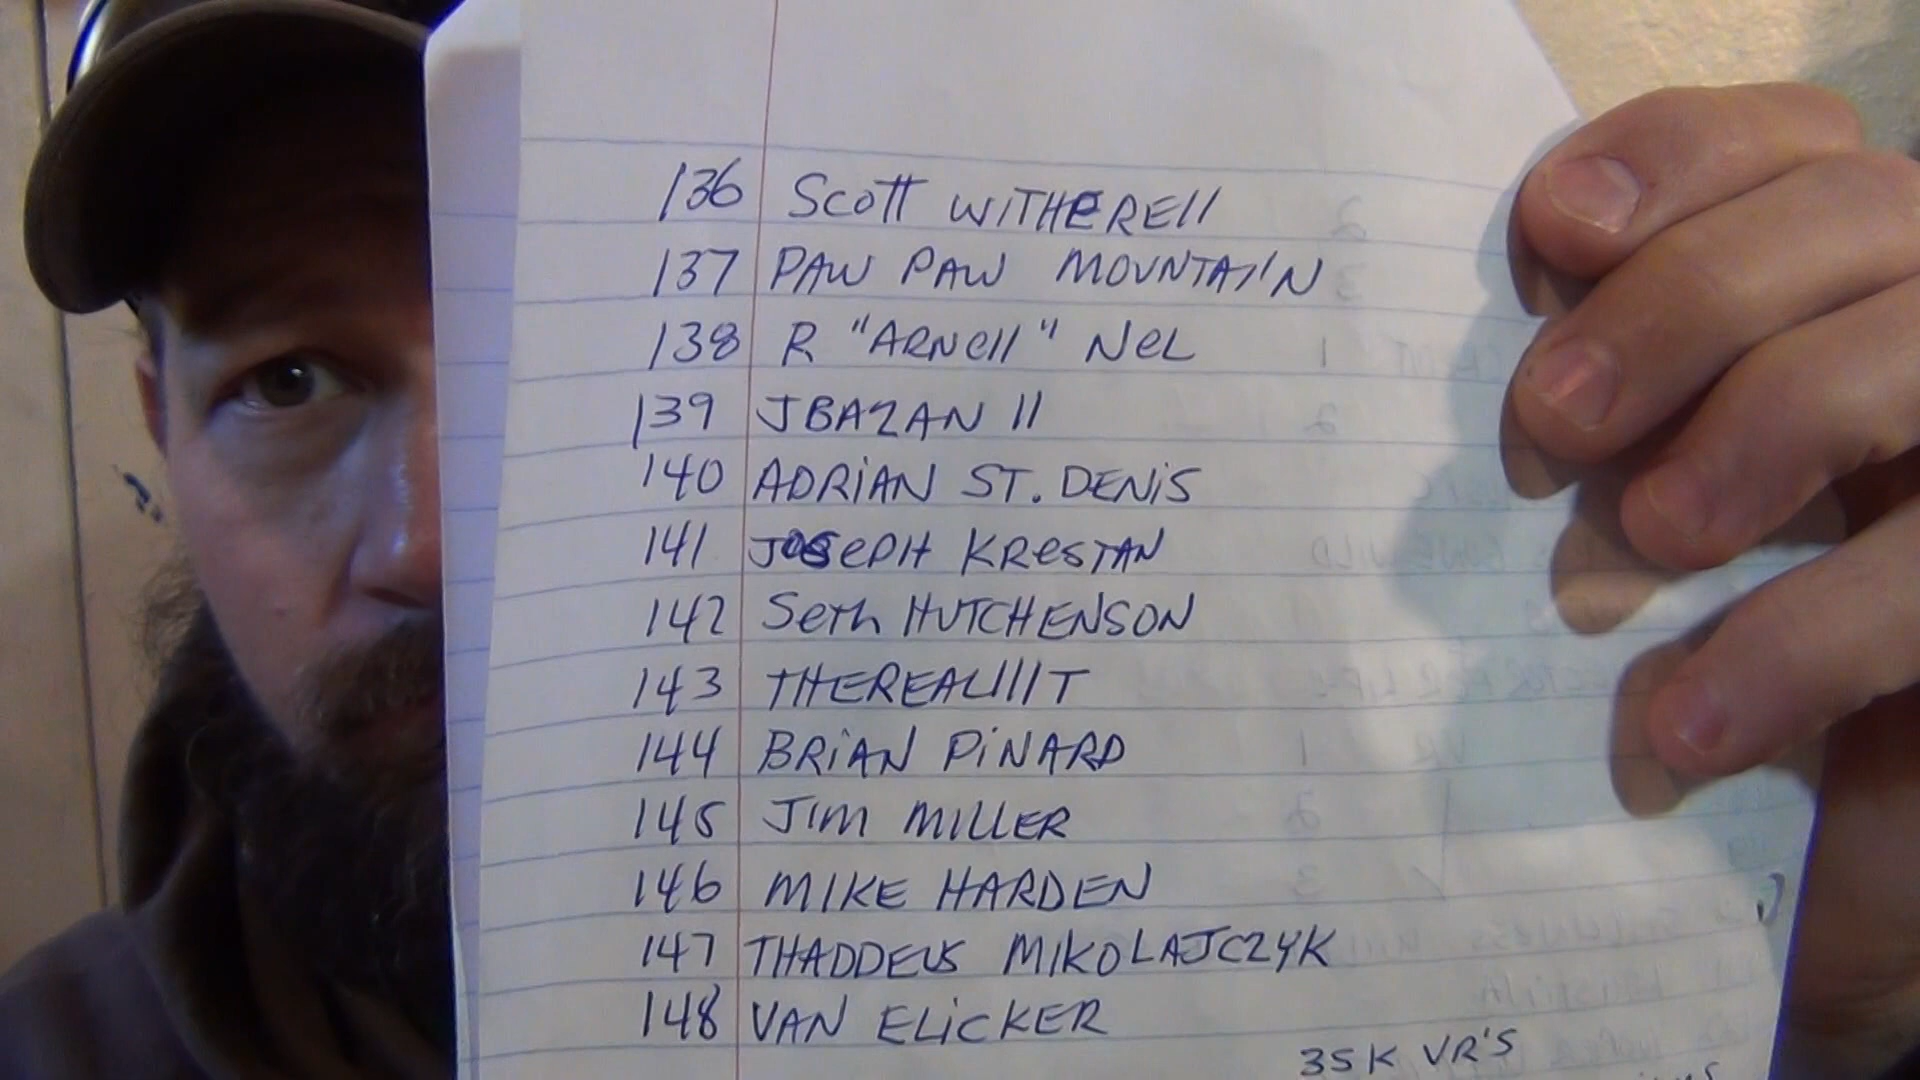 136 Scott WITHERell
137 PAW PAW MOUNTAIN
138 R "ARNell" NeL
139 JBAZAN II
140 ADRiAN ST. DENiS
141 JOSePH KReSTAN
142 SeTh HUTCHENSON
143 
144 BRiAN PiNARD
145 JIM MILLER
146 MIKE HARDEN
147 THADDEUS MIKOLAJCZYK
148 VAN ELiCKER
35K VR'S